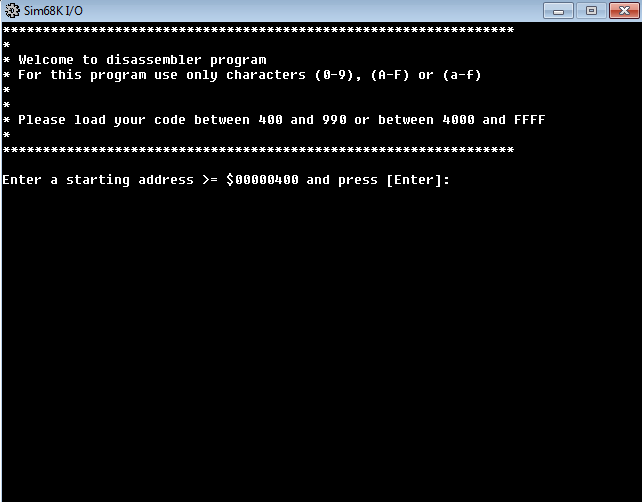 Sim68K I/O
****************************************************************
*
* Welcome to disassembler program
* For this program use only characters (0-9), (A-F) or (a-f)
*
*
* Please load your code between 400 and 990 or between 4000 and FFFF
*
****************************************************************
Enter a starting address >= $00000400 and press [Enter]: